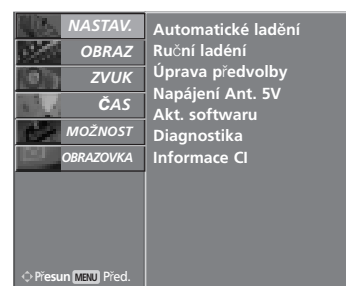 NASTAV.
OBRAZ
ZVUK
ČAS
MOŽNOST
OBRAZOVKA
Automatické ladění
Ruční ladéní
Úprava předvolby
Napájení Ant. 5V
Akt. softwaru
Diagnostika
Informace CI
Přesun MENU Před.